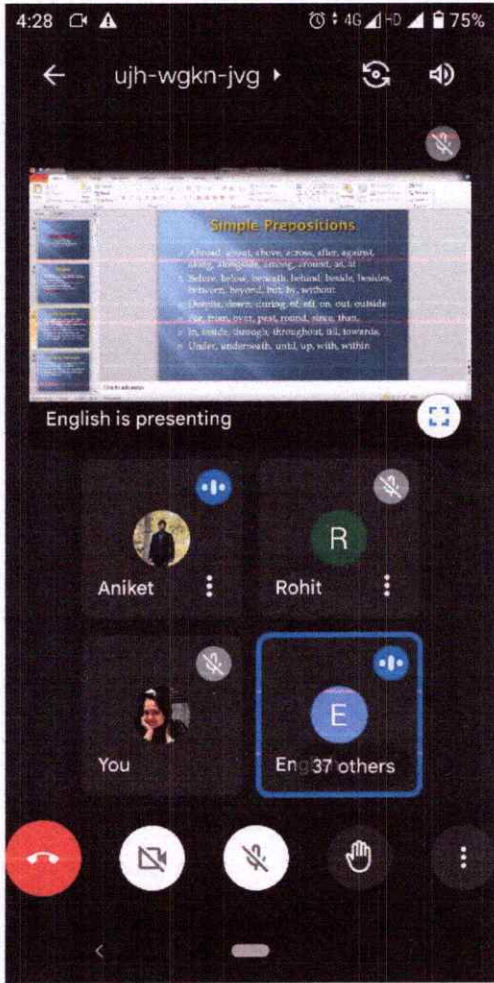 4:28 4G HD 75%
ujh-wgkn-jvg
Simple Prepositions
Abroad, about, above, across, after, against,
along, alongside, among, around, as, at
Before, below, beneath, behind, beside, besides,
Between, beyond, but, by, without
Despite, down, during, of, off, on, out, outside
For, from, over, past, round, since, than,
In, inside, through, throughout, till, towards,
Under, underneath, until, up, with, within
English is presenting
R
Aniket Rohit
E
You 37 others